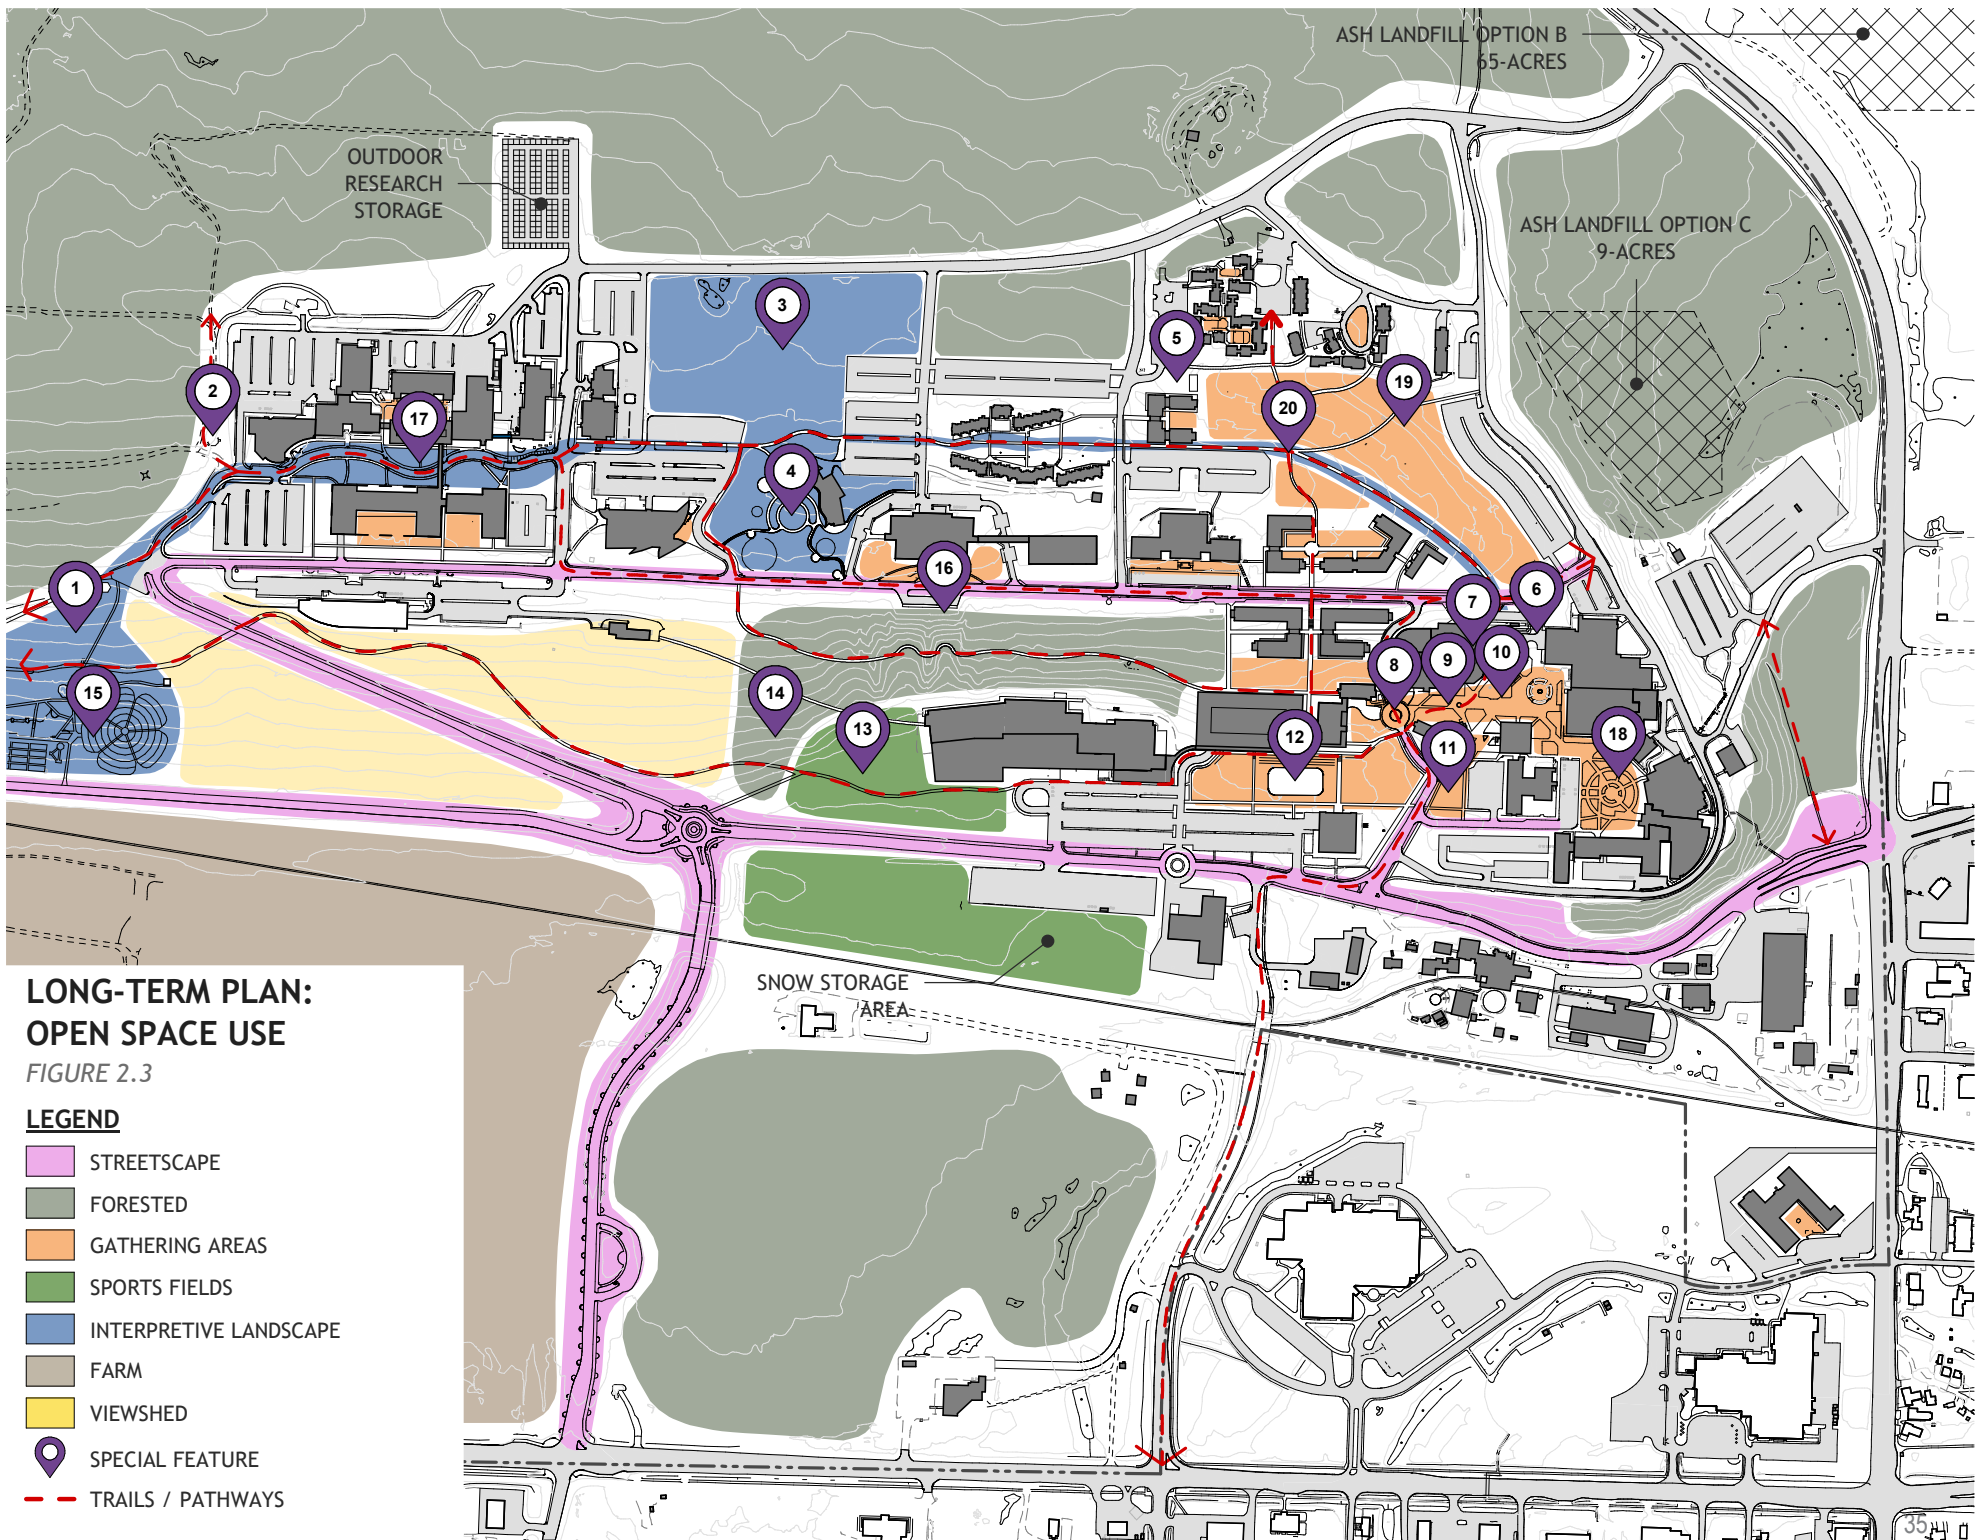 ASH LANDFILL OPTION B
65-ACRES
OUTDOOR
RESEARCH
STORAGE
ASH LANDFILL OPTION C
9-ACRES
3
5
2
19
20
17
4
16
1
6
7
10
9
8
15
14
13
12
18
11
SNOW STORAGE
AREA
LONG-TERM PLAN:
OPEN SPACE USE
FIGURE 2.3
LEGEND
STREETSCAPE
FORESTED
GATHERING AREAS
SPORTS FIELDS
INTERPRETIVE LANDSCAPE
FARM
VIEWSHED
SPECIAL FEATURE
TRAILS / PATHWAYS
35